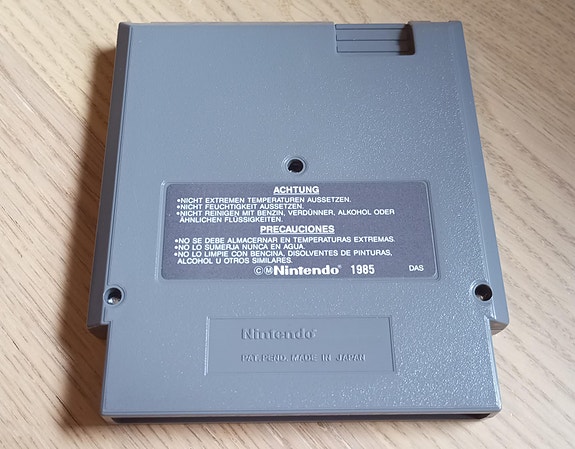 ACHTUNG
•NICHT EXTREMEN TEMPERATUREN AUSSETZEN.
•NICHT FEUCHTIGKEIT AUSSETZEN.
•NICHT REINIGEN MIT BENZIN, VERDÜNNER, ALKOHOL ODER
ÄHNLICHEN FLÜSSIGKEITEN.
PRECAUCIONES
•NO SE DEBE ALMACERNAR EN TEMPERATURAS EXTREMAS.
•NO LO SUMERJA NUNCA EN AGUA.
•NO LO LIMPIE CON BENCINA, DISOLVENTES DE PINTURAS,
ALCOHOL U OTROS SIMILARES.
©Ⓜ Nintendo® 1985 DAS
Nintendo®
PAT. PEND. MADE IN JAPAN